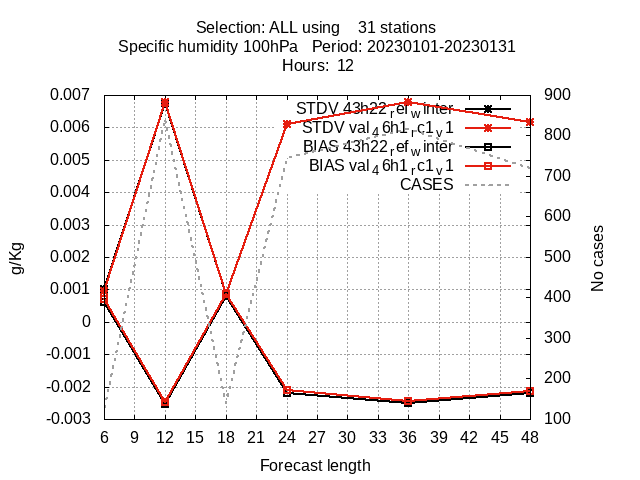 Selection: ALL using 31 stations
Specific humidity 100hPa Period: 20230101-20230131
Hours: 12
0.007
0.006
0.005
0.004
0.003
0.002
0.001
0
-0.001
-0.002
-0.003
g/Kg
STDV 43h22_ref_winter
STDV val_46h1_rc1_v1
BIAS 43h22_ref_winter
BIAS val_46h1_rc1_v1
CASES
900
800
700
600
500
400
300
200
100
No cases
6 9 12 15 18 21 24 27 30 33 36 39 42 45 48
Forecast length